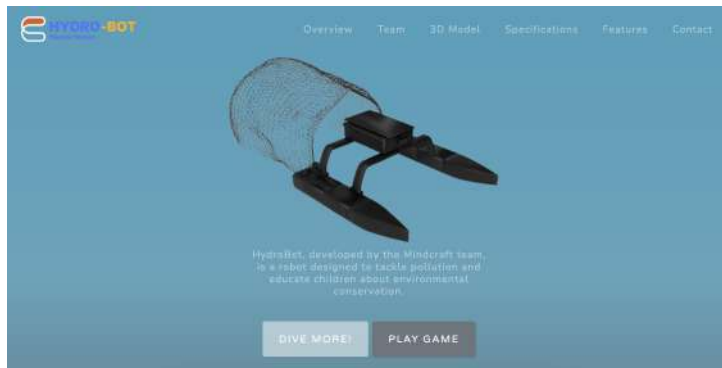 HYDRO-BOT
Overview Team 3D Model Specifications Features Contact
HydroBot, developed by the Mindcraft team,
is a robot designed to tackle pollution and
educate children about environmental
conservation.
DIVE MORE! PLAY GAME